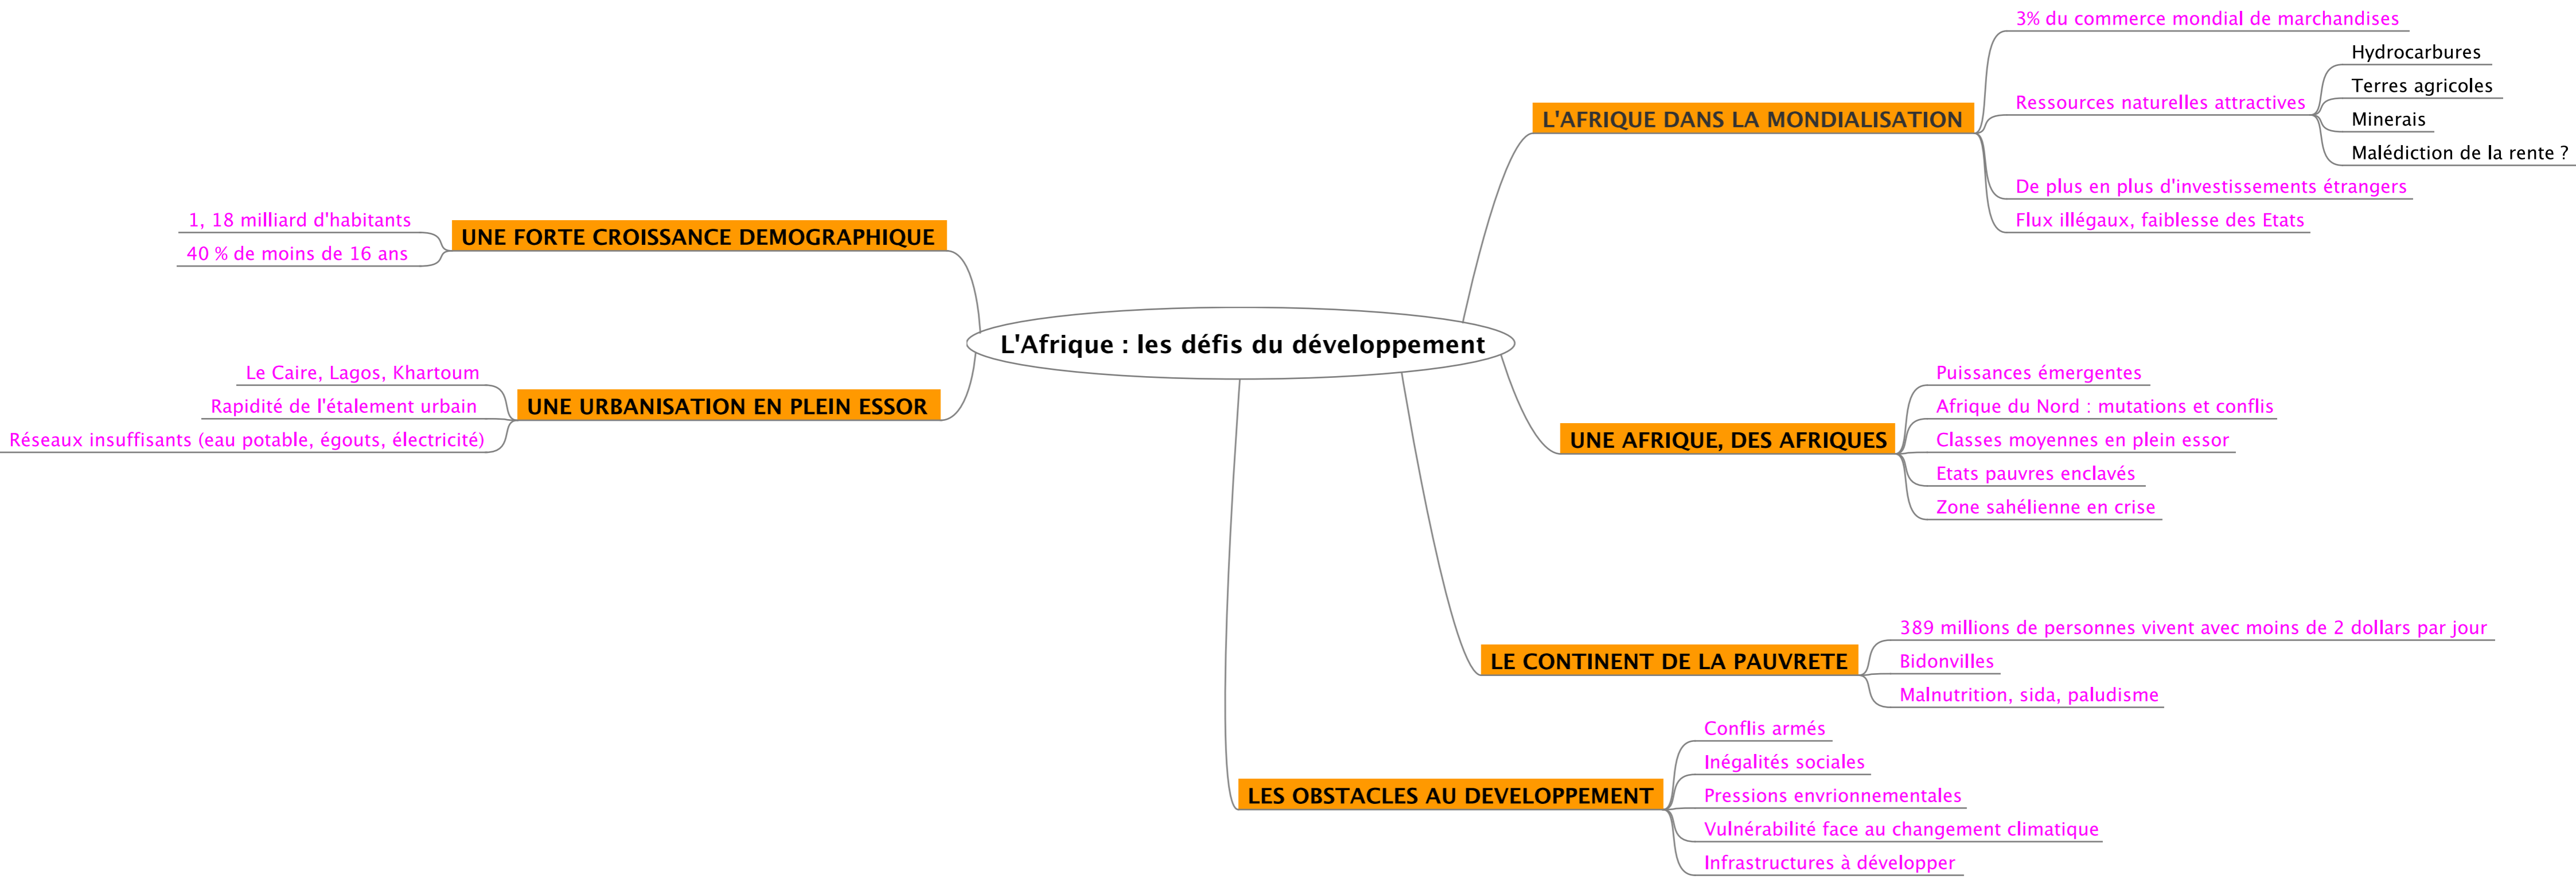 L'Afrique : les défis du développement
L'AFRIQUE DANS LA MONDIALISATION
3% du commerce mondial de marchandises
Ressources naturelles attractives
Hydrocarbures
Terres agricoles
Minerais
Malédiction de la rente ?
De plus en plus d'investissements étrangers
Flux illégaux, faiblesse des Etats
UNE AFRIQUE, DES AFRIQUES
Puissances émergentes
Afrique du Nord : mutations et conflis
Classes moyennes en plein essor
Etats pauvres enclavés
Zone sahélienne en crise
LE CONTINENT DE LA PAUVRETE
389 millions de personnes vivent avec moins de 2 dollars par jour
Bidonvilles
Malnutrition, sida, paludisme
LES OBSTACLES AU DEVELOPPEMENT
Conflis armés
Inégalités sociales
Pressions envrionnementales
Vulnérabilité face au changement climatique
Infrastructures à développer
UNE FORTE CROISSANCE DEMOGRAPHIQUE
1, 18 milliard d'habitants
40 % de moins de 16 ans
UNE URBANISATION EN PLEIN ESSOR
Le Caire, Lagos, Khartoum
Rapidité de l'étalement urbain
Réseaux insuffisants (eau potable, égouts, électricité)